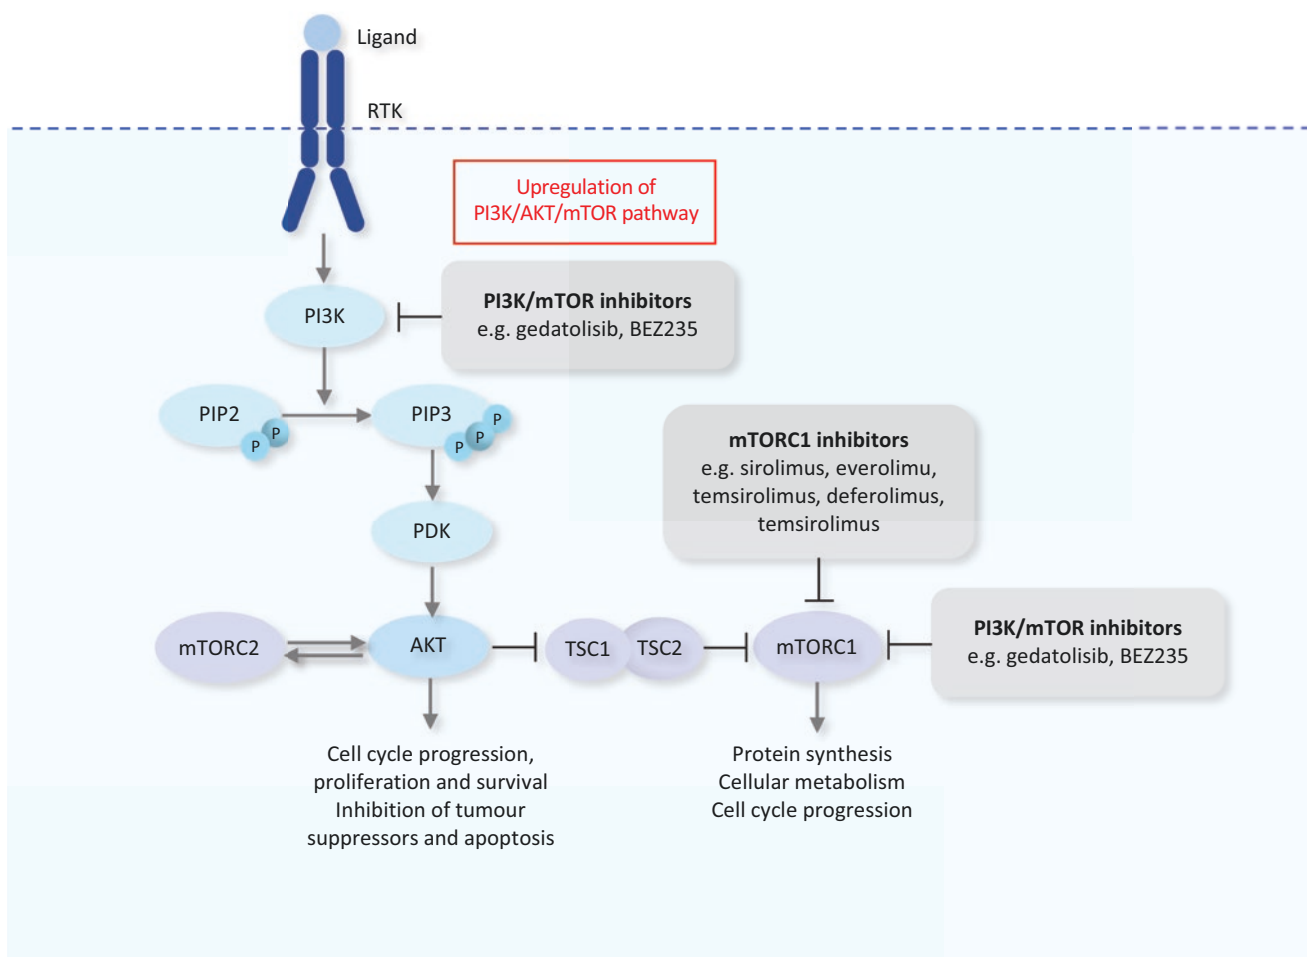 Ligand
RTK
Upregulation of
PI3K/AKT/mTOR pathway
PI3K/mTOR inhibitors
e.g. gedatolisib, BEZ235
PI3K
PIP2
P
P
PIP3
P
P
P
mTORC1 inhibitors
e.g. sirolimus, everolimu,
temsirolimus, deferolimus,
temsirolimus
PDK
mTORC2
AKT
TSC1
TSC2
mTORC1
PI3K/mTOR inhibitors
e.g. gedatolisib, BEZ235
Cell cycle progression,
proliferation and survival
Inhibition of tumour
suppressors and apoptosis
Protein synthesis
Cellular metabolism
Cell cycle progression